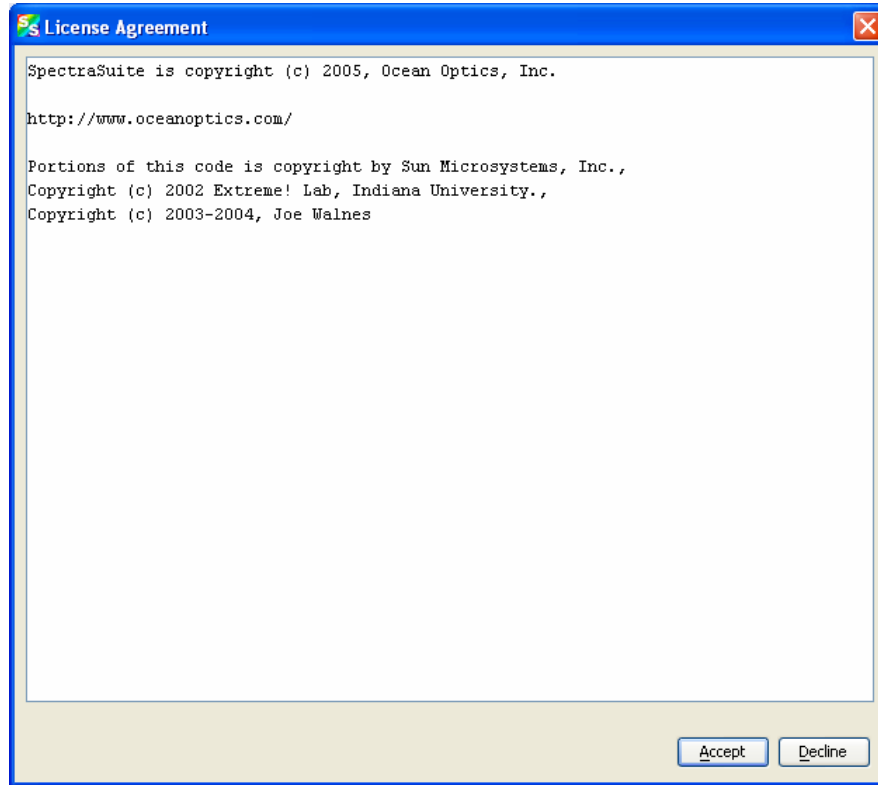 SS License Agreement
SpectraSuite is copyright (c) 2005, Ocean Optics, Inc.
http://www.oceanoptics.com/
Portions of this code is copyright by Sun Microsystems, Inc.,
Copyright (c) 2002 Extreme! Lab, Indiana University.,
Copyright (c) 2003-2004, Joe Walnes
Accept Decline